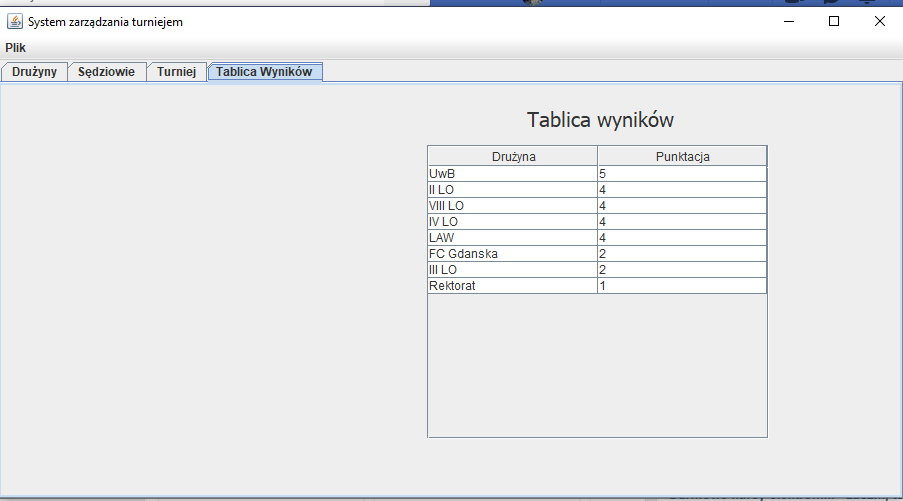 System zarządzania turniejem
Plik
Drużyny Sędziowie Turniej Tablica Wyników
Tablica wyników
Drużyna Punktacja
UwB 5
II LO 4
VIII LO 4
IV LO 4
LAW 4
FC Gdanska 2
III LO 2
Rektorat 1